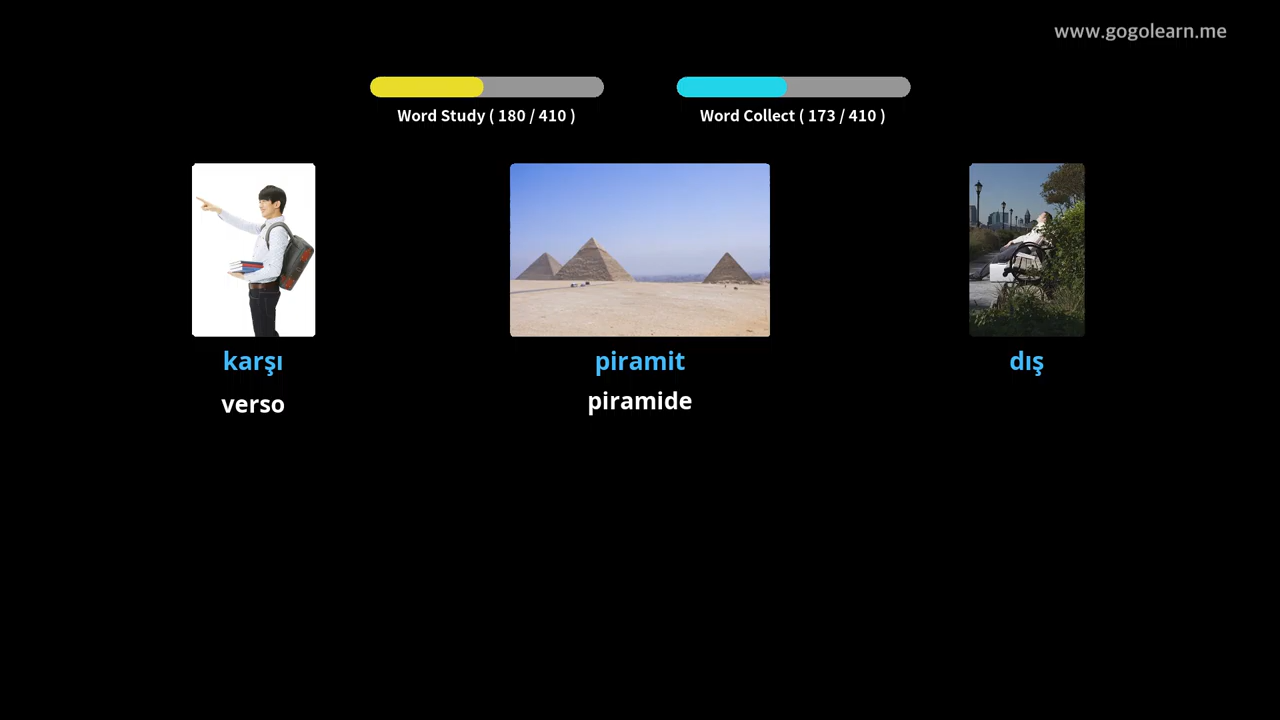 www.gogolearn.me
Word Study ( 180 / 410 )
Word Collect ( 173 / 410 )
karşı
piramit
dış
verso
piramide